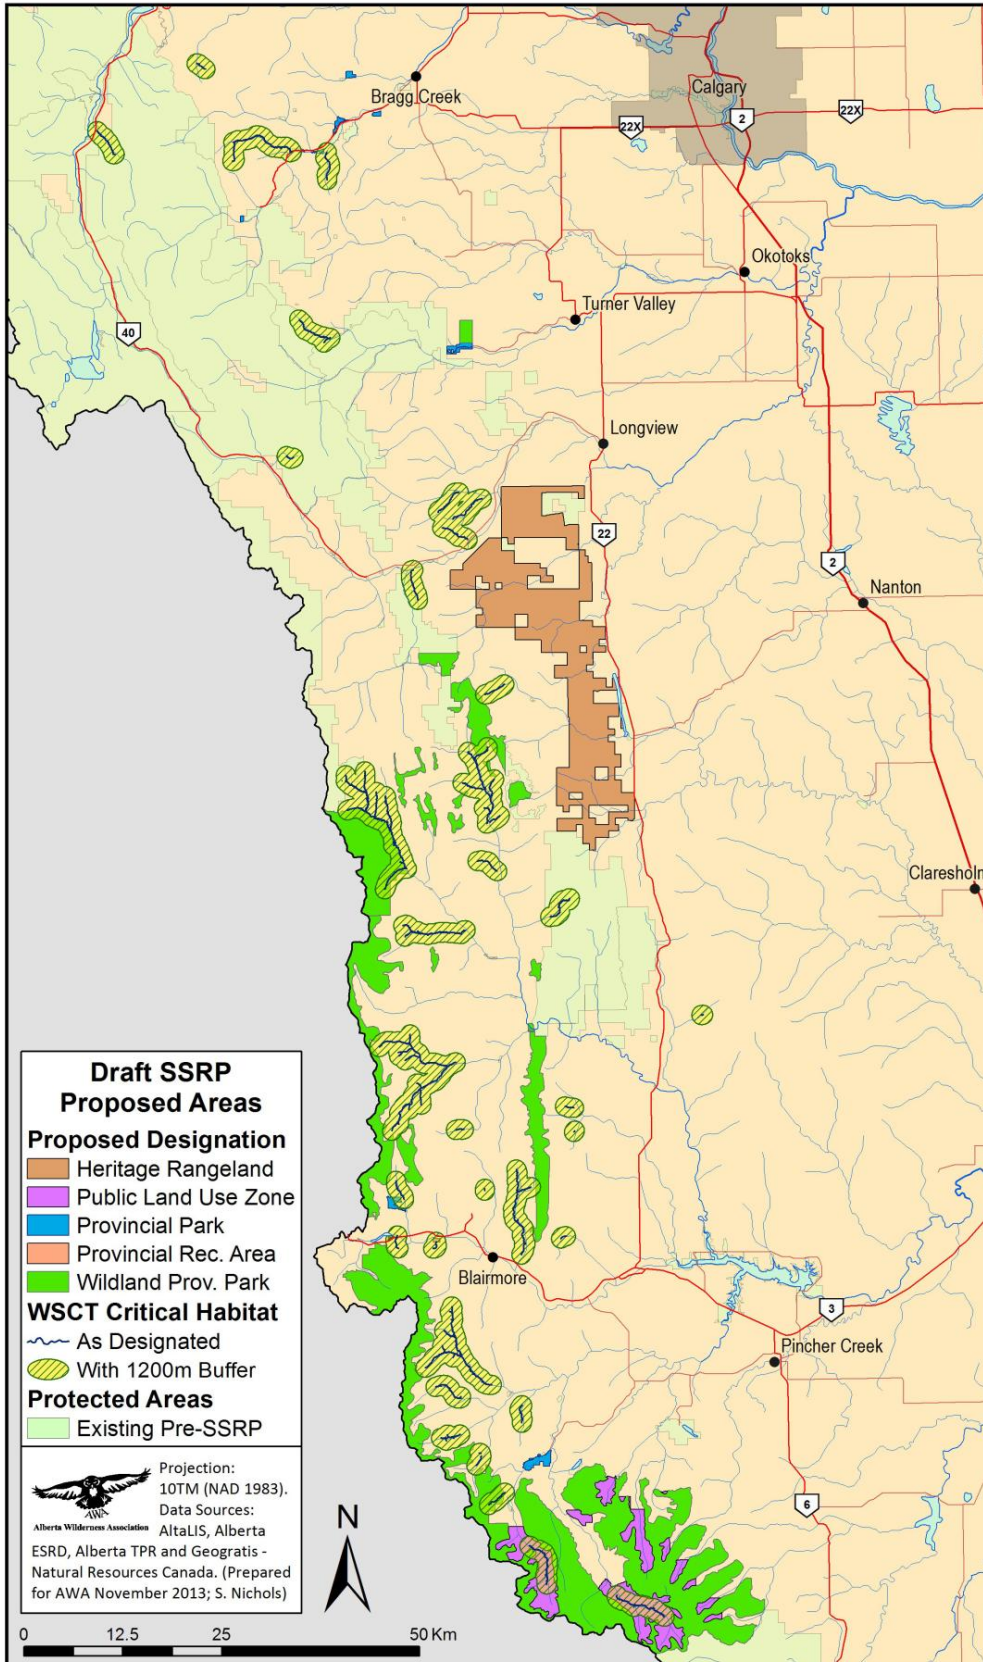 Calgary
Bragg Creek
22X
2
22X
Okotoks
Turner Valley
40
Longview
22
2
Nanton
Claresholm
Blairmore
3
Pincher Creek
6
Draft SSRP
Proposed Areas
Proposed Designation
Heritage Rangeland
Public Land Use Zone
Provincial Park
Provincial Rec. Area
Wildland Prov. Park
WSCT Critical Habitat
As Designated
With 1200m Buffer
Protected Areas
Existing Pre-SSRP
AWA
Alberta Wilderness Association
Projection:
10TM (NAD 1983).
Data Sources:
AltaLIS, Alberta
ESRD, Alberta TPR and Geogratis -
Natural Resources Canada. (Prepared
for AWA November 2013; S. Nichols)
N
0 12.5 25 50 Km